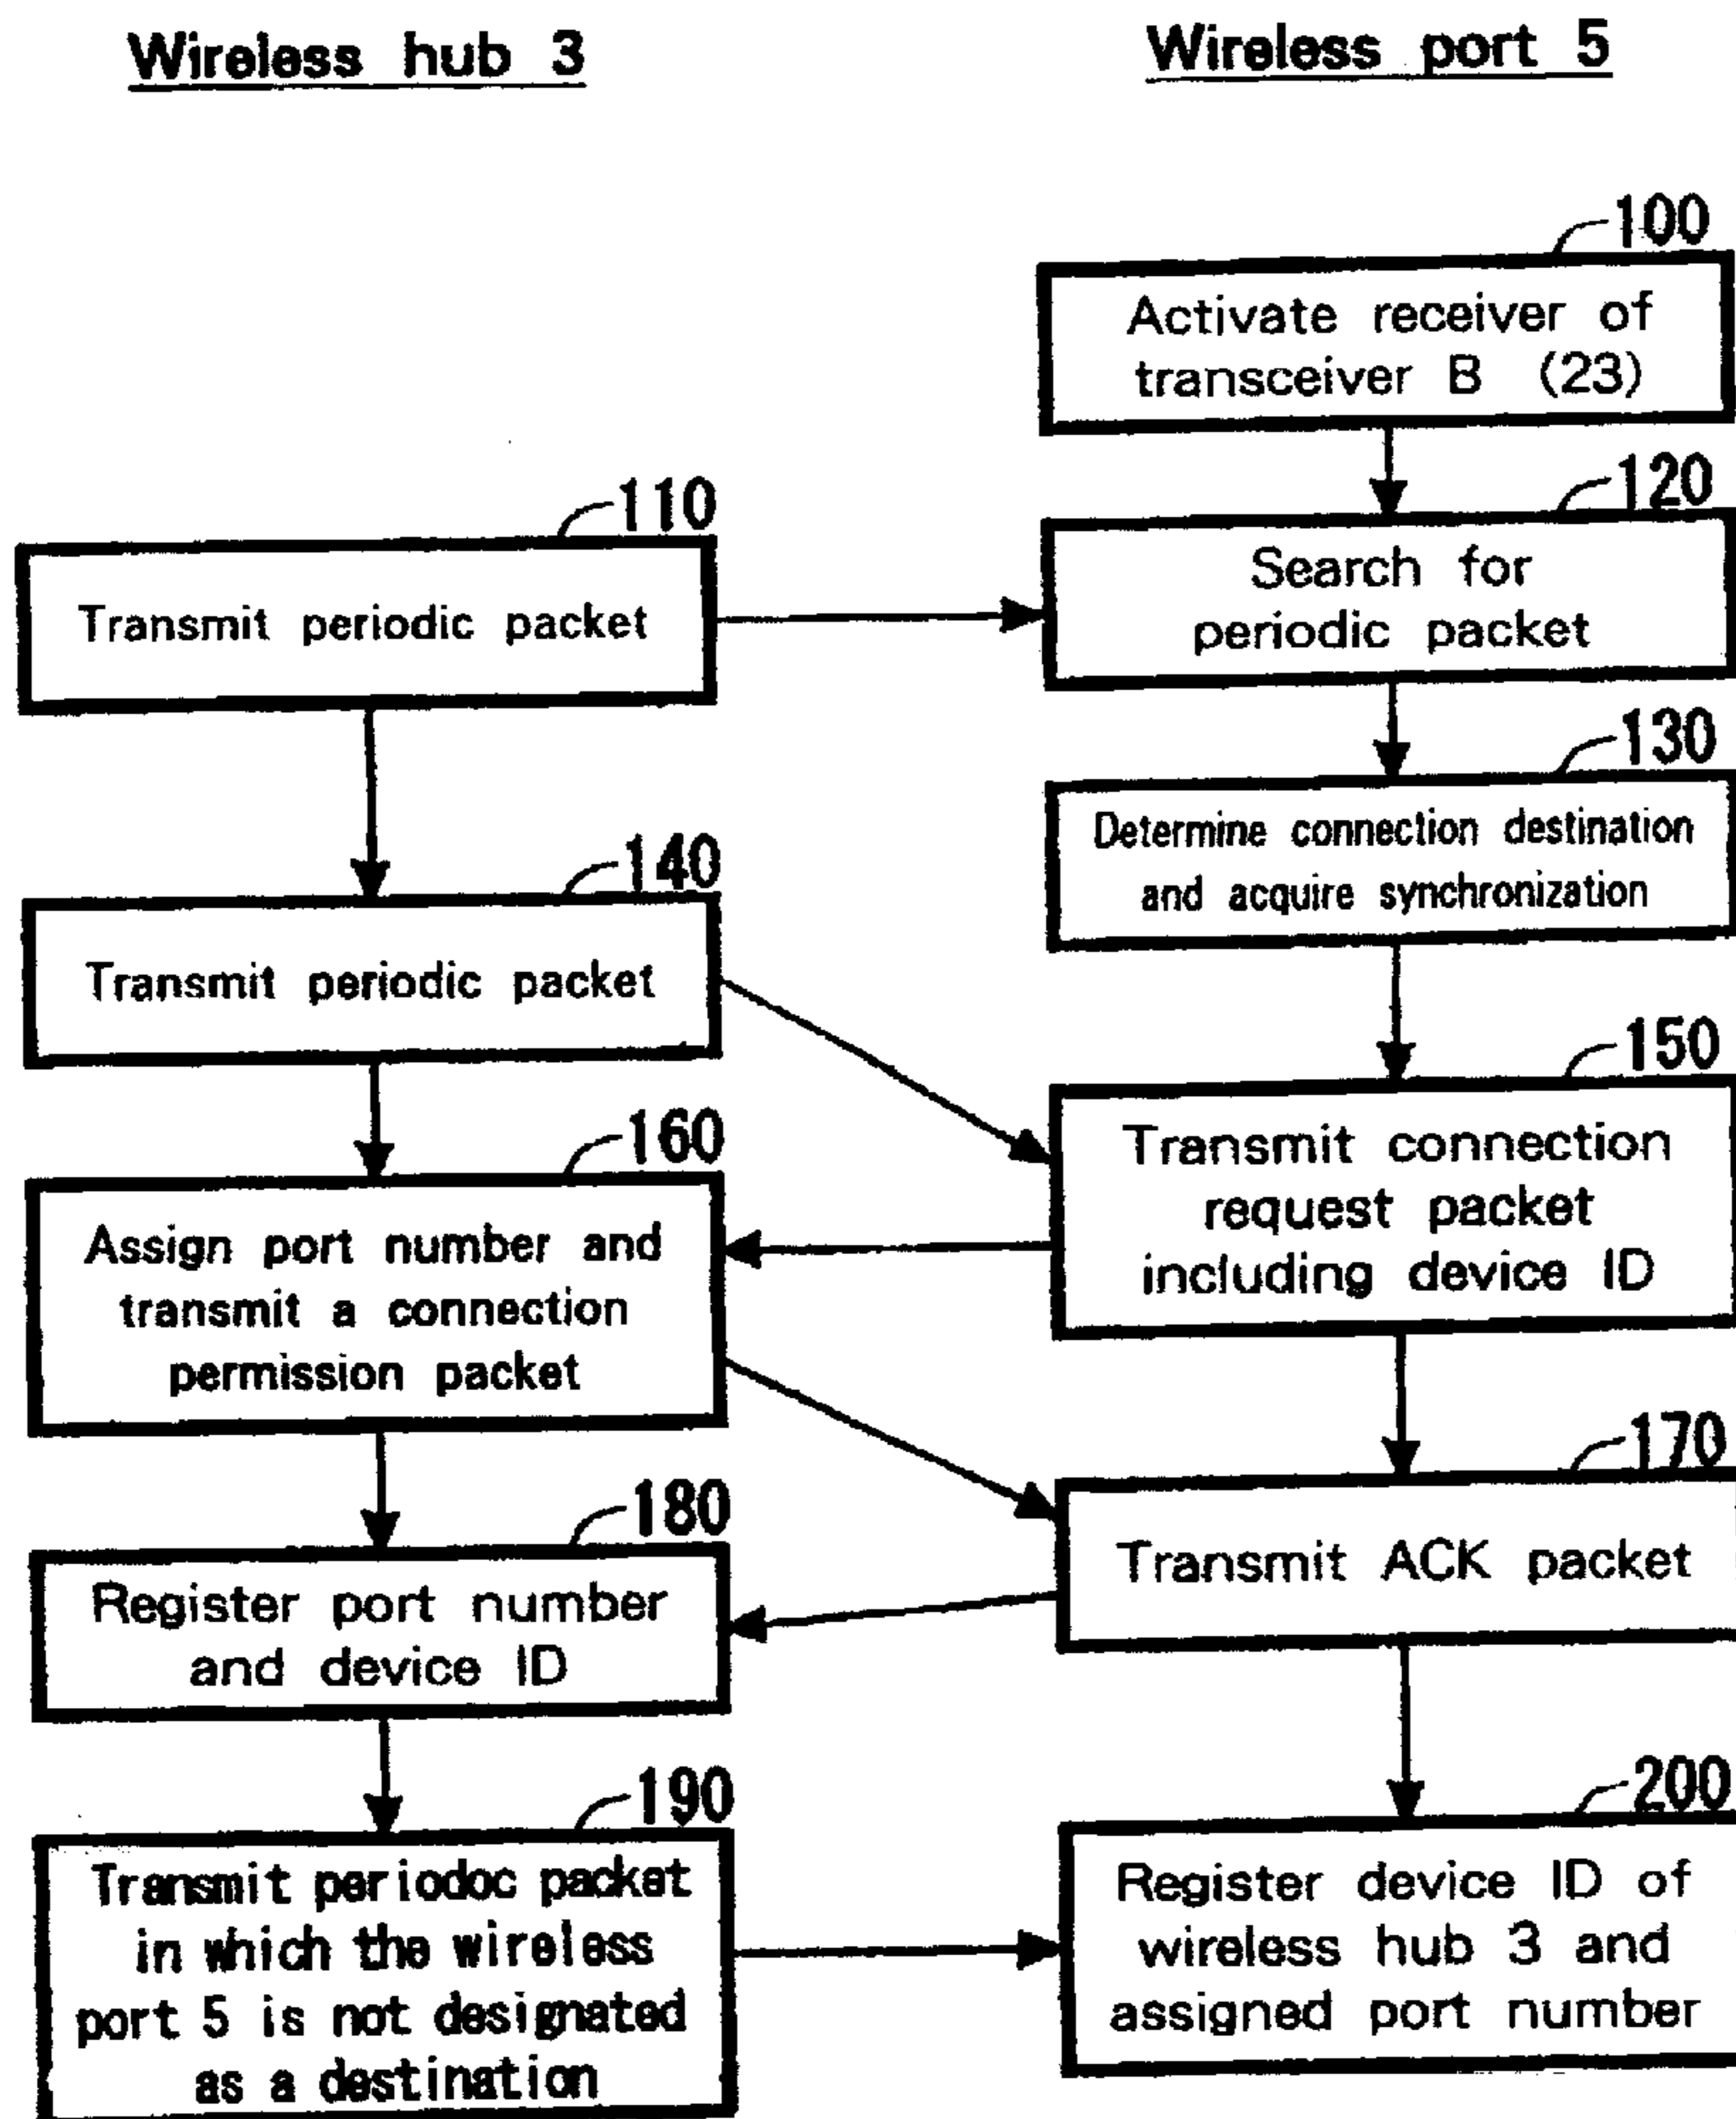 Wireless hub 3
Wireless port 5
100
Activate receiver of
transceiver B (23)
110
Transmit periodic packet
120
Search for
periodic packet
130
Determine connection destination
and acquire synchronization
140
Transmit periodic packet
150
Transmit connection
request packet
including device ID
160
Assign port number and
transmit a connection
permission packet
170
Transmit ACK packet
180
Register port number
and device ID
190
Transmit periodoc packet
in which the wireless
port 5 is not designated
as a destination
200
Register device ID of
wireless hub 3 and
assigned port number